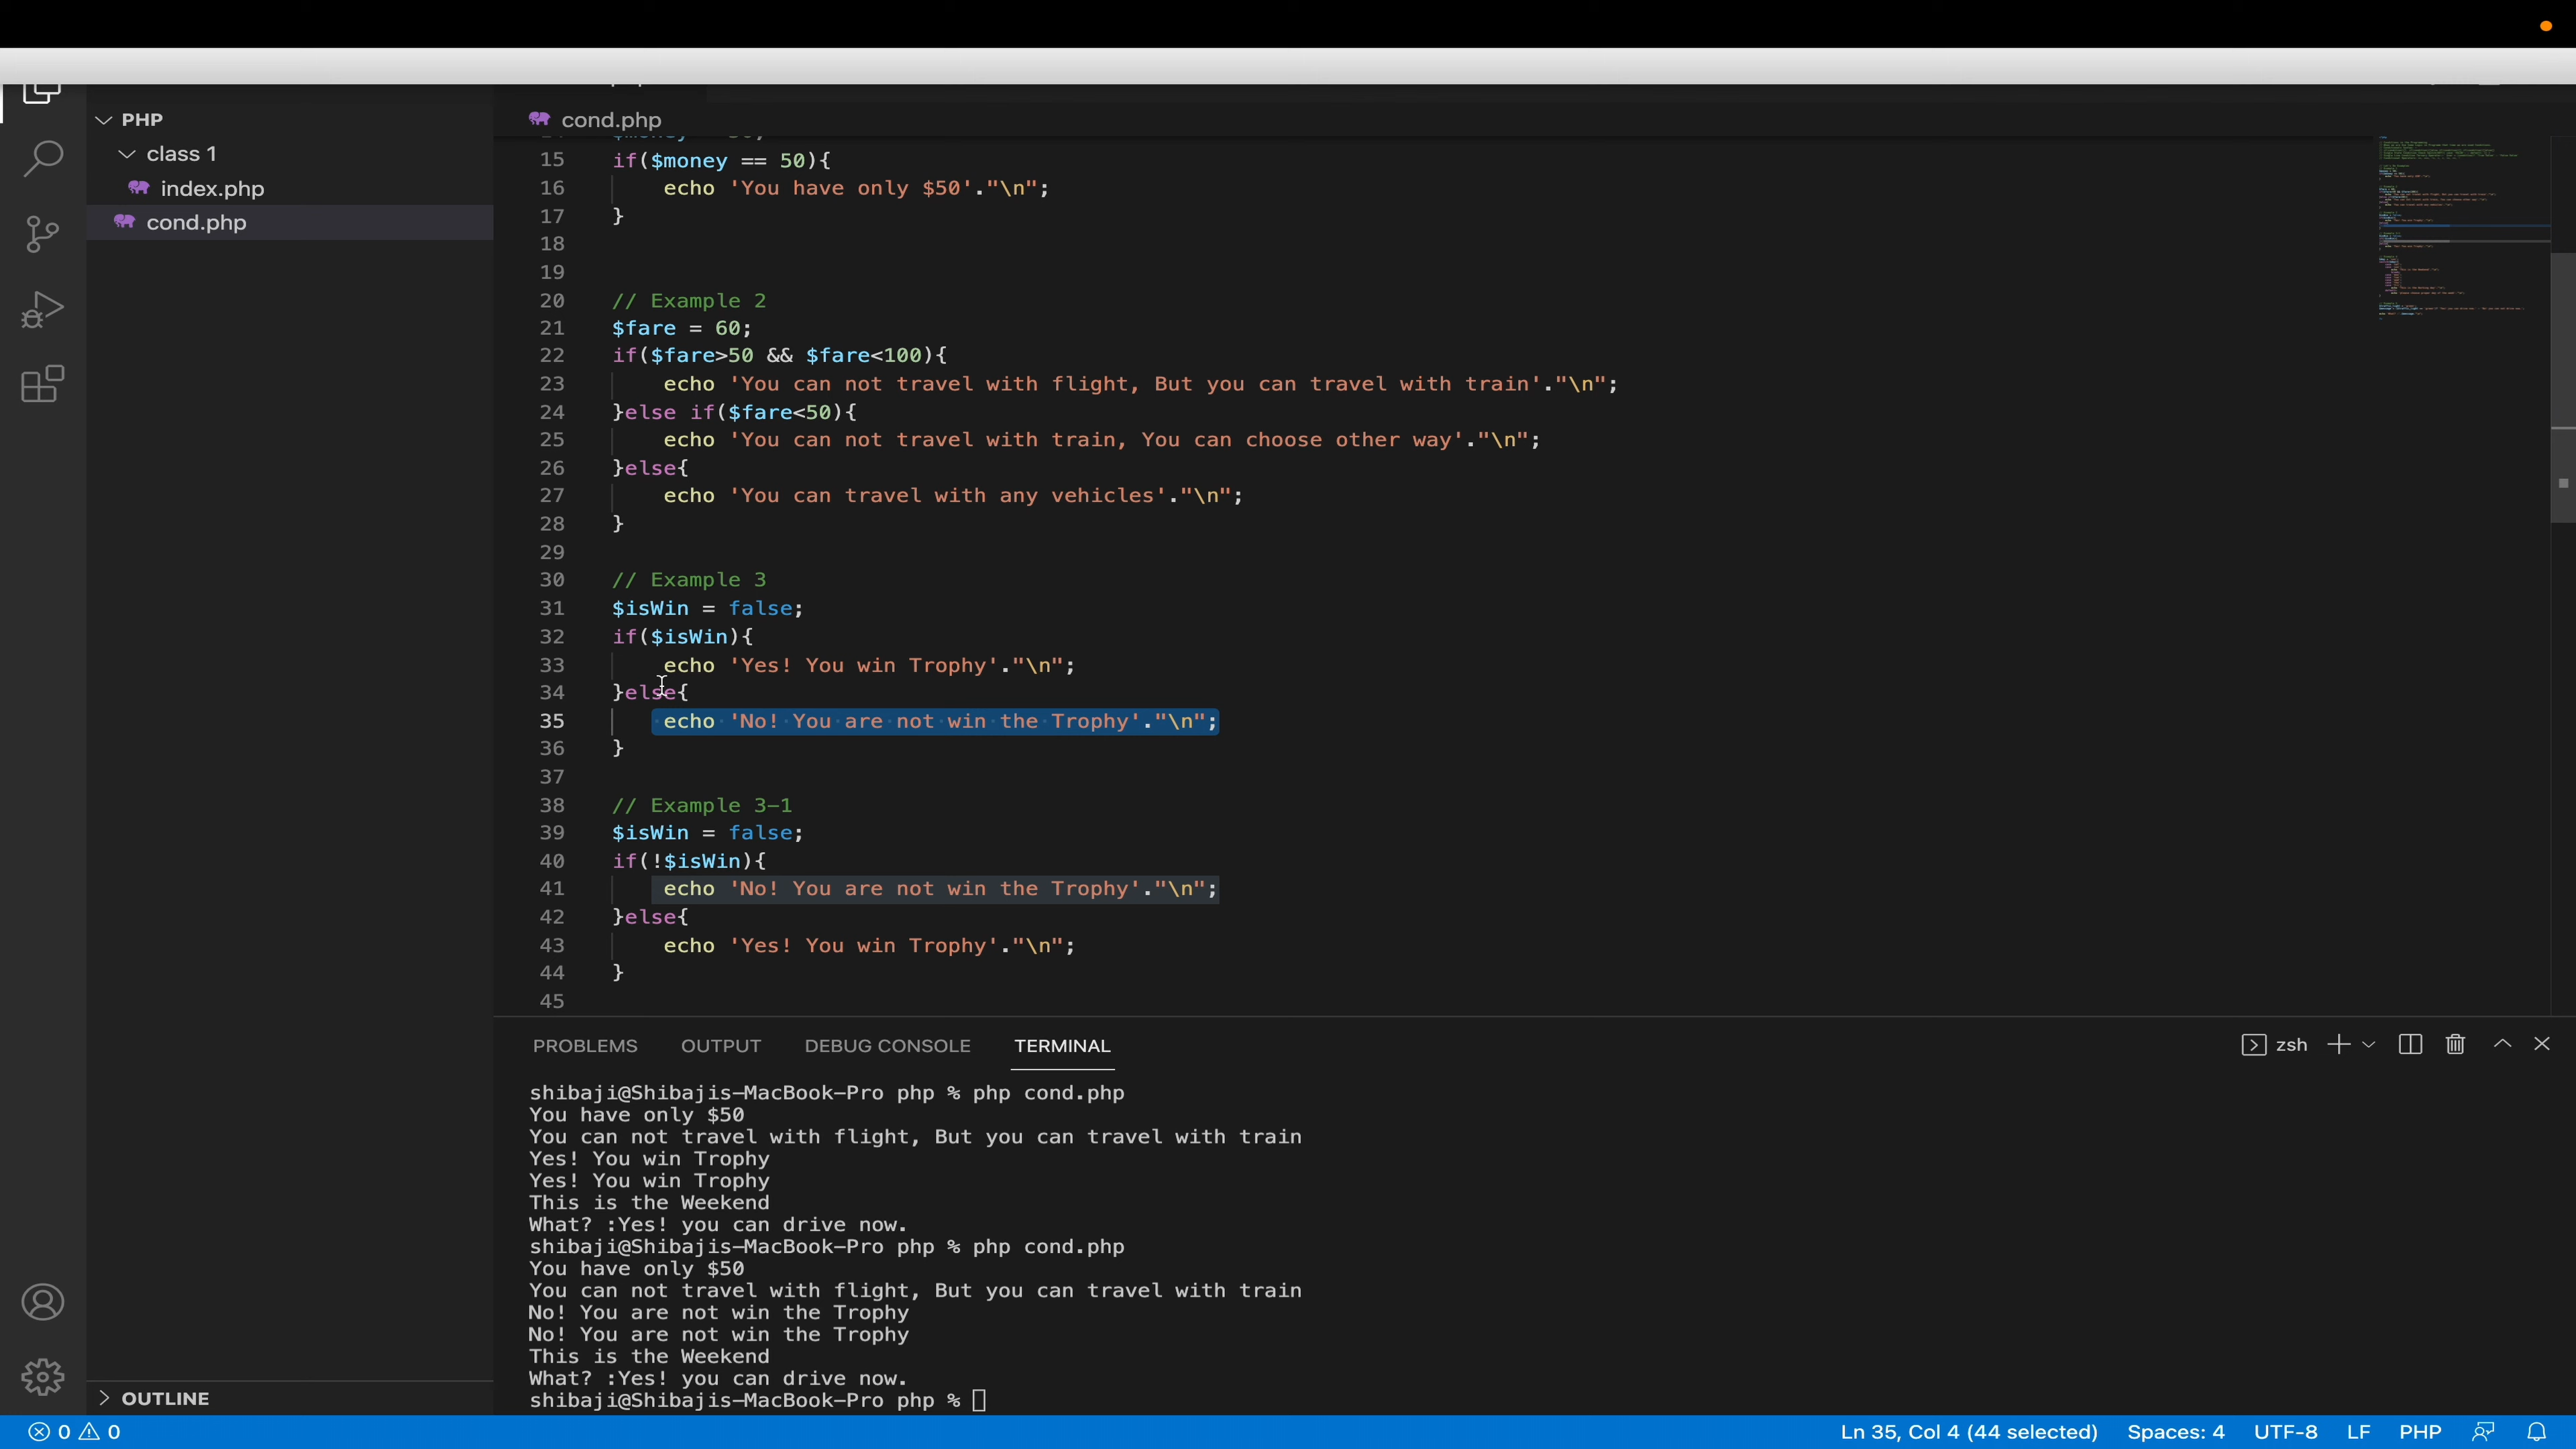 PHP
class 1
index.php
cond.php
OUTLINE
cond.php
15 if($money == 50){
16 echo 'You have only $50'."\n";
17 }
18
19
20 // Example 2
21 $fare = 60;
22 if($fare>50 && $fare<100){
23 echo 'You can not travel with flight, But you can travel with train'."\n";
24 }else if($fare<50){
25 echo 'You can not travel with train, You can choose other way'."\n";
26 }else{
27 echo 'You can travel with any vehicles'."\n";
28 }
29
30 // Example 3
31 $isWin = false;
32 if($isWin){
33 echo 'Yes! You win Trophy'."\n";
34 }else{
35 echo 'No! You are not win the Trophy'."\n";
36 }
37
38 // Example 3-1
39 $isWin = false;
40 if(!$isWin){
41 echo 'No! You are not win the Trophy'."\n";
42 }else{
43 echo 'Yes! You win Trophy'."\n";
44 }
45
PROBLEMS OUTPUT DEBUG CONSOLE TERMINAL zsh
shibaji@Shibajis-MacBook-Pro php % php cond.php
You have only $50
You can not travel with flight, But you can travel with train
Yes! You win Trophy
Yes! You win Trophy
This is the Weekend
What? :Yes! you can drive now.
shibaji@Shibajis-MacBook-Pro php % php cond.php
You have only $50
You can not travel with flight, But you can travel with train
No! You are not win the Trophy
No! You are not win the Trophy
This is the Weekend
What? :Yes! you can drive now.
shibaji@Shibajis-MacBook-Pro php %
0 0 Ln 35, Col 4 (44 selected) Spaces: 4 UTF-8 LF PHP